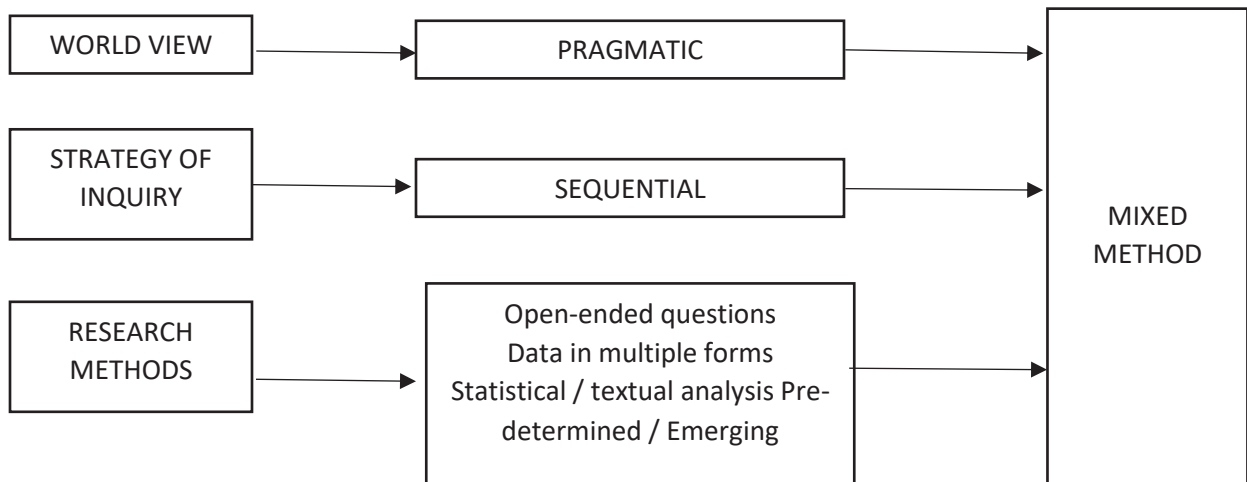 WORLD VIEW
PRAGMATIC
STRATEGY OF
INQUIRY
SEQUENTIAL
MIXED
METHOD
RESEARCH
METHODS
Open-ended questions
Data in multiple forms
Statistical / textual analysis Pre-
determined / Emerging